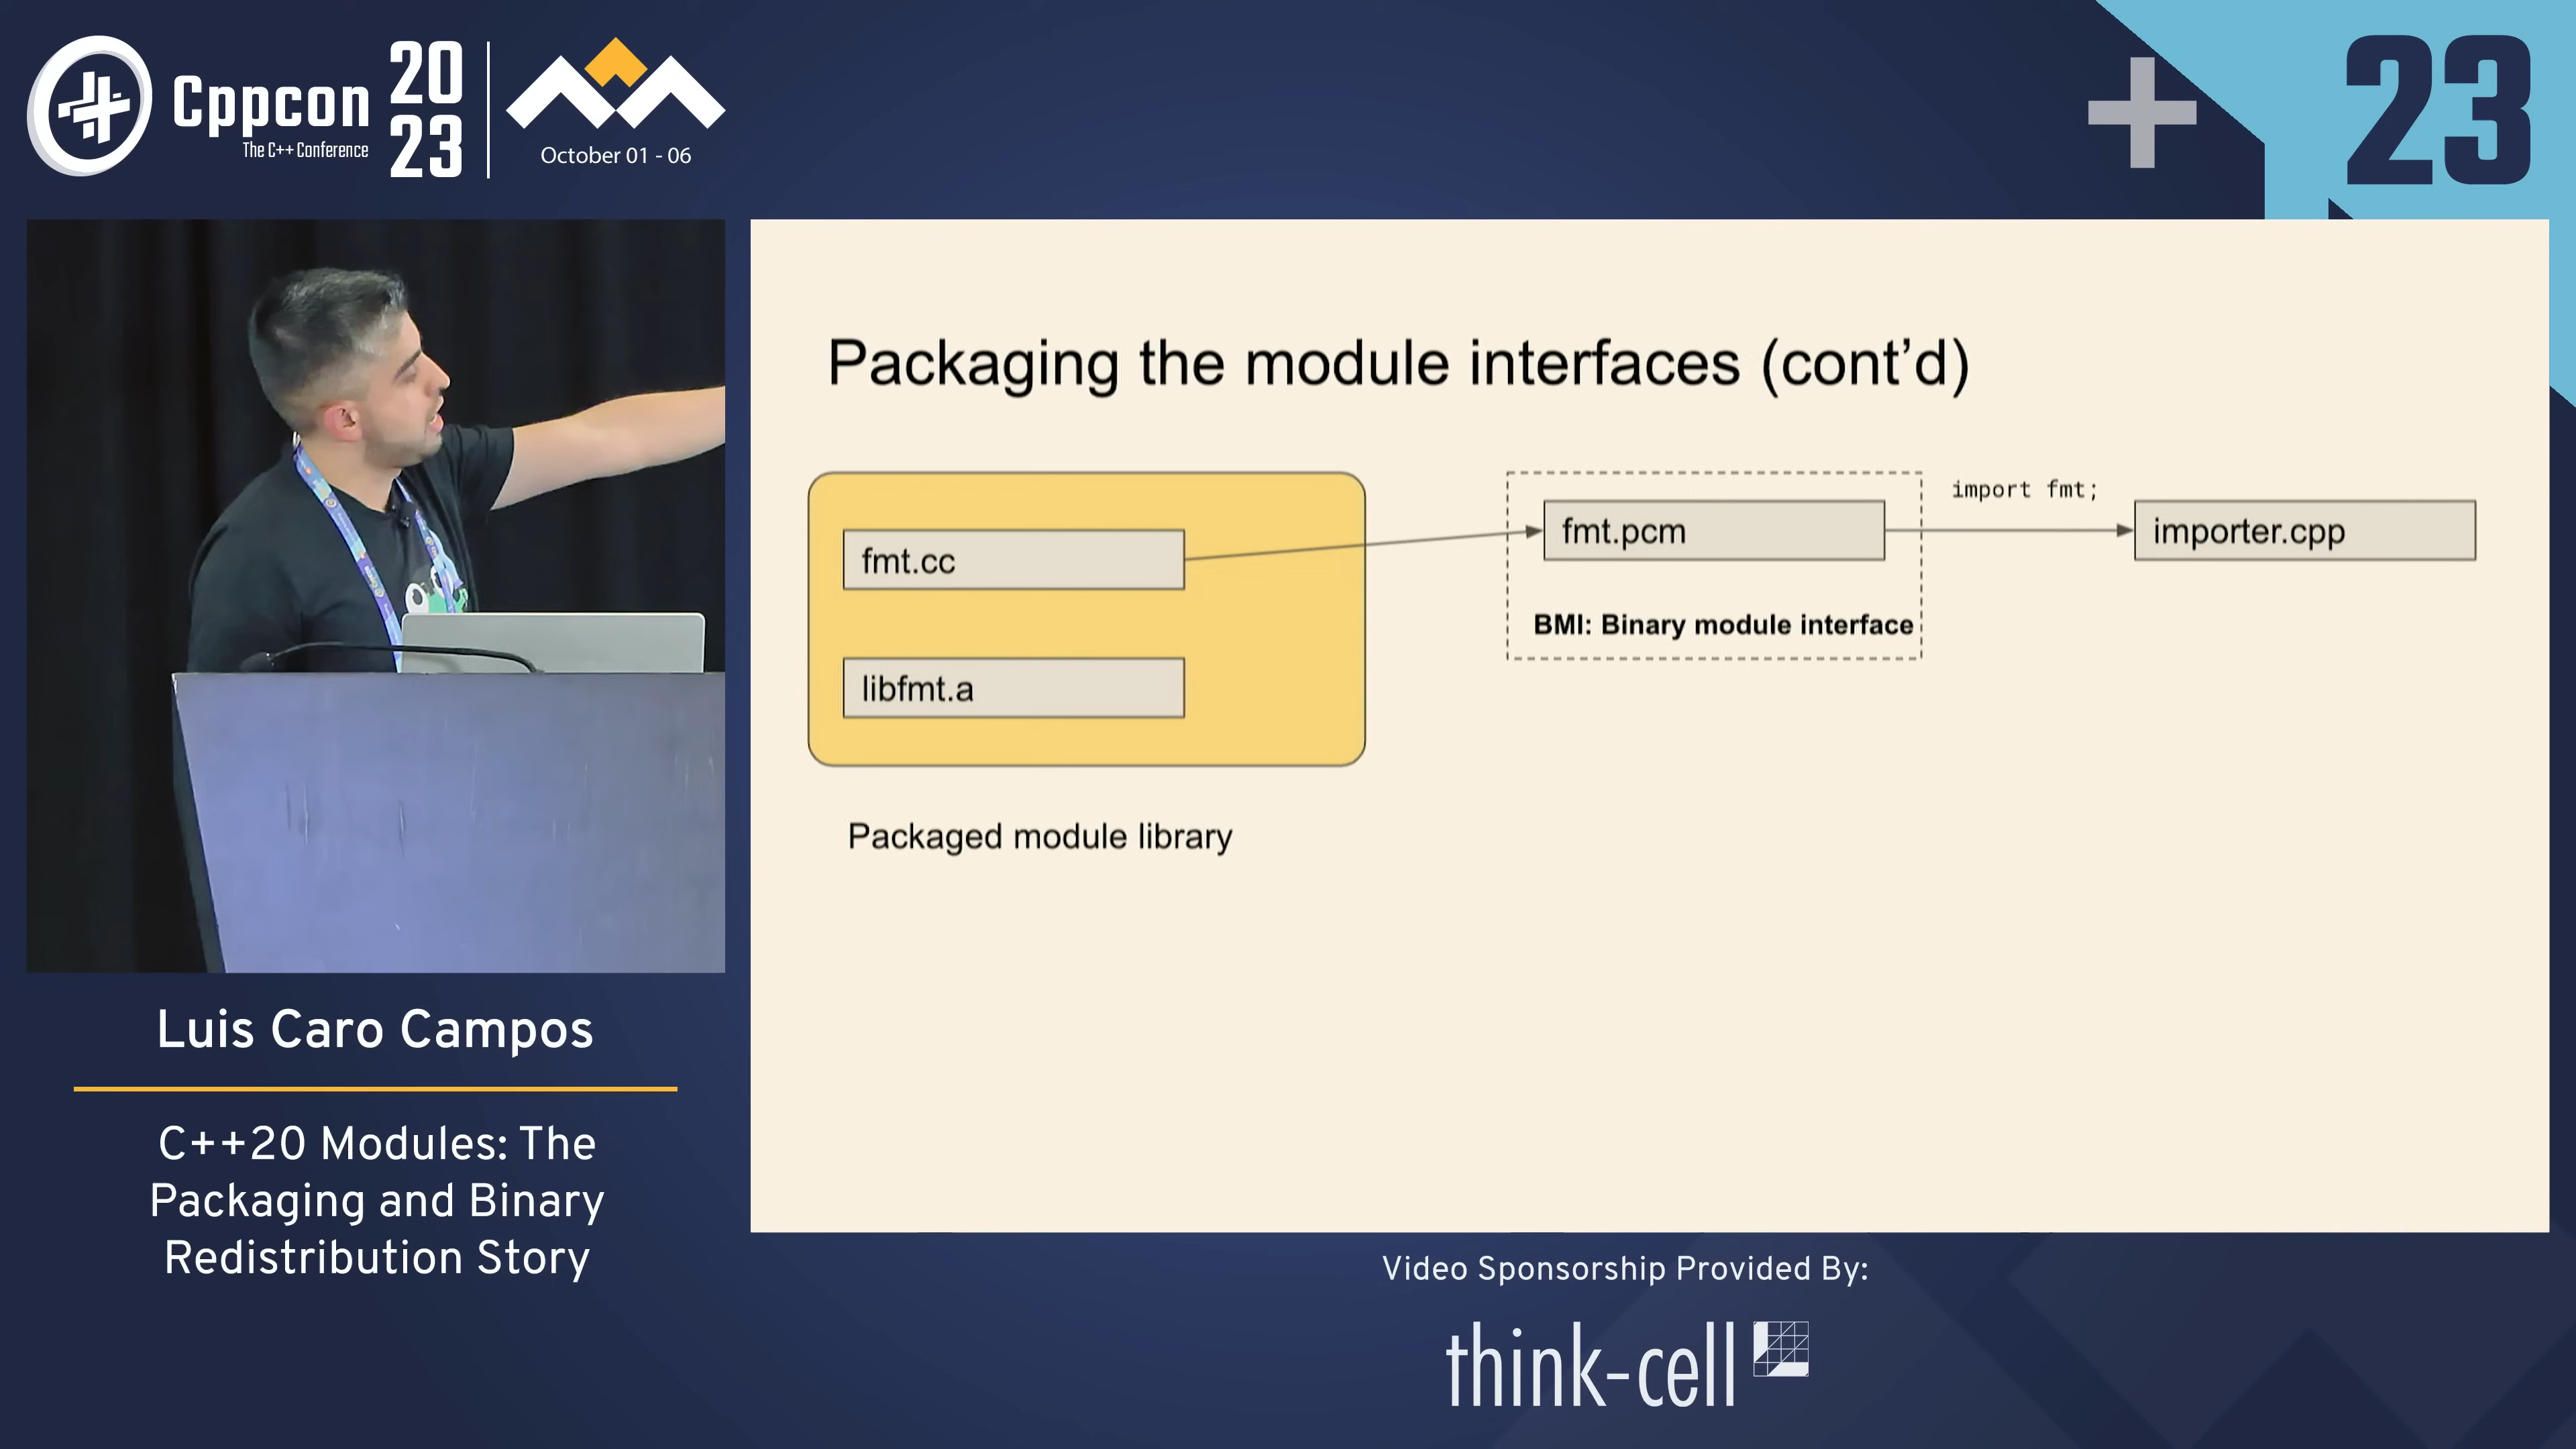 Cppcon
The C++ Conference
20
23
October 01 - 06
+ 23
Packaging the module interfaces (cont’d)
fmt.cc
libfmt.a
Packaged module library
fmt.pcm
BMI: Binary module interface
import fmt;
importer.cpp
Luis Caro Campos
C++20 Modules: The
Packaging and Binary
Redistribution Story
Video Sponsorship Provided By:
think-cell